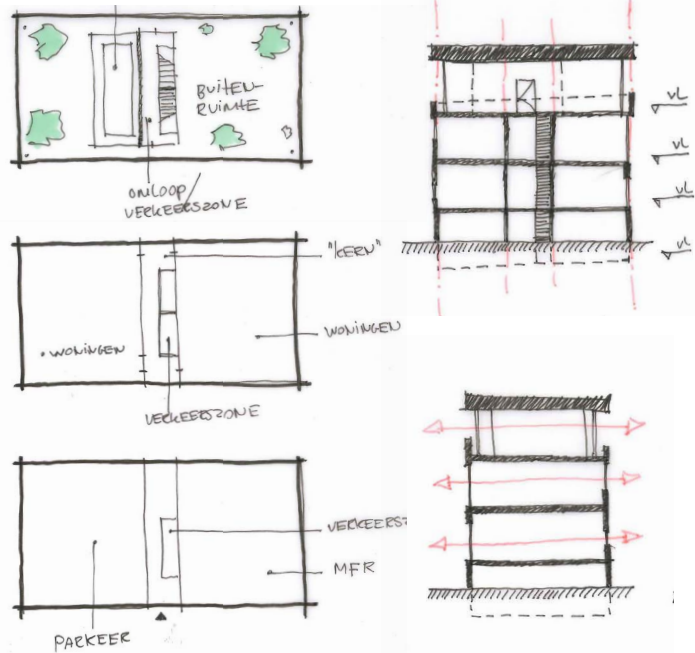 BUITEN-
RUIMTE
OMLOOP/
VERKEERSZONE
"KERN"
WONINGEN
WONINGEN
VERKEERSZONE
VERKEERSZ
MFR
PARKEER
vl
vl
vl
vl